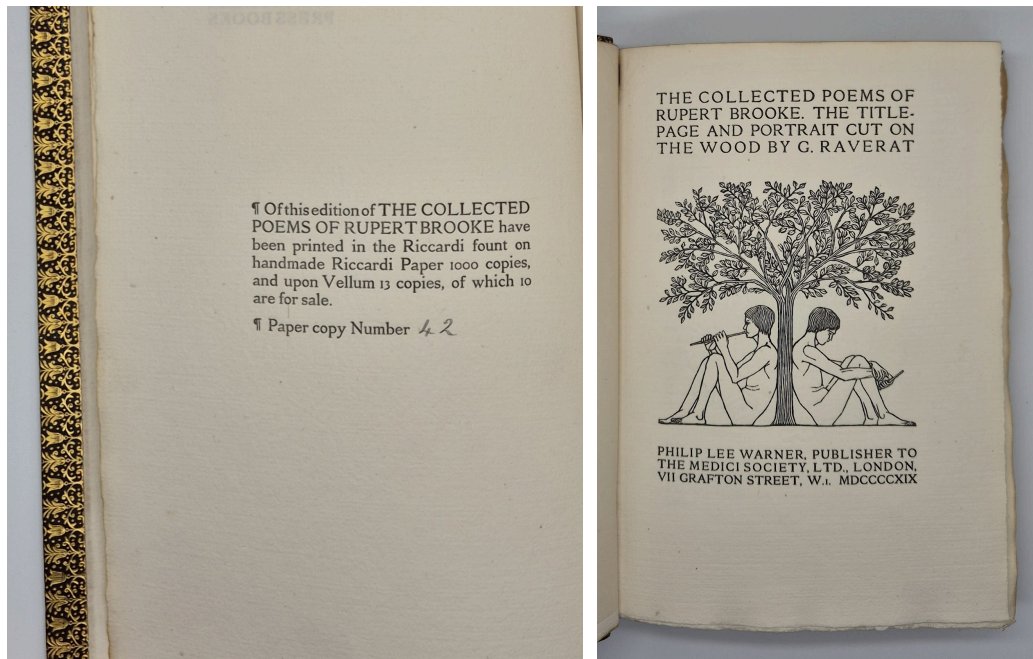 PRESS BOOKS
¶ Of this edition of THE COLLECTED
POEMS OF RUPERT BROOKE have
been printed in the Riccardi fount on
handmade Riccardi Paper 1000 copies,
and upon Vellum 13 copies, of which 10
are for sale.
¶ Paper copy Number 42
THE COLLECTED POEMS OF
RUPERT BROOKE. THE TITLE-
PAGE AND PORTRAIT CUT ON
THE WOOD BY G. RAVERAT
PHILIP LEE WARNER, PUBLISHER TO
THE MEDICI SOCIETY, LTD., LONDON,
VII GRAFTON STREET, W.1. MDCCCCXIX